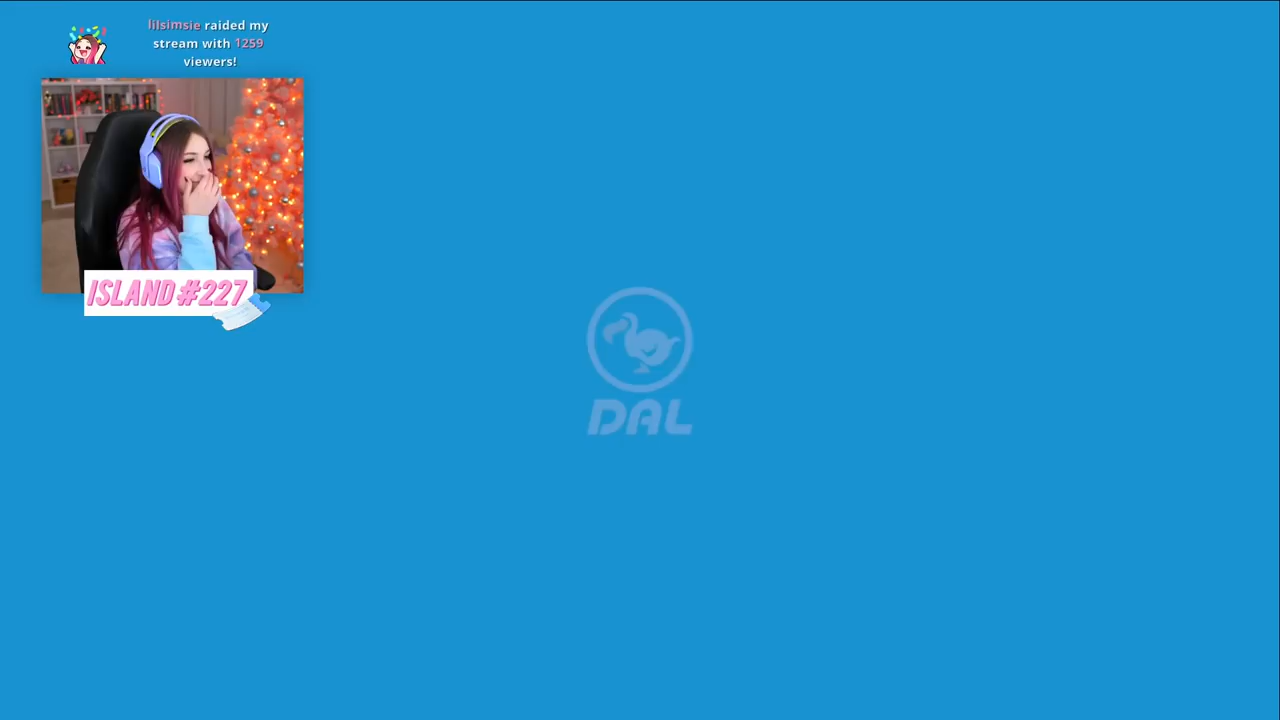 lilsimsie raided my
stream with 1259
viewers!
ISLAND #227
DAL